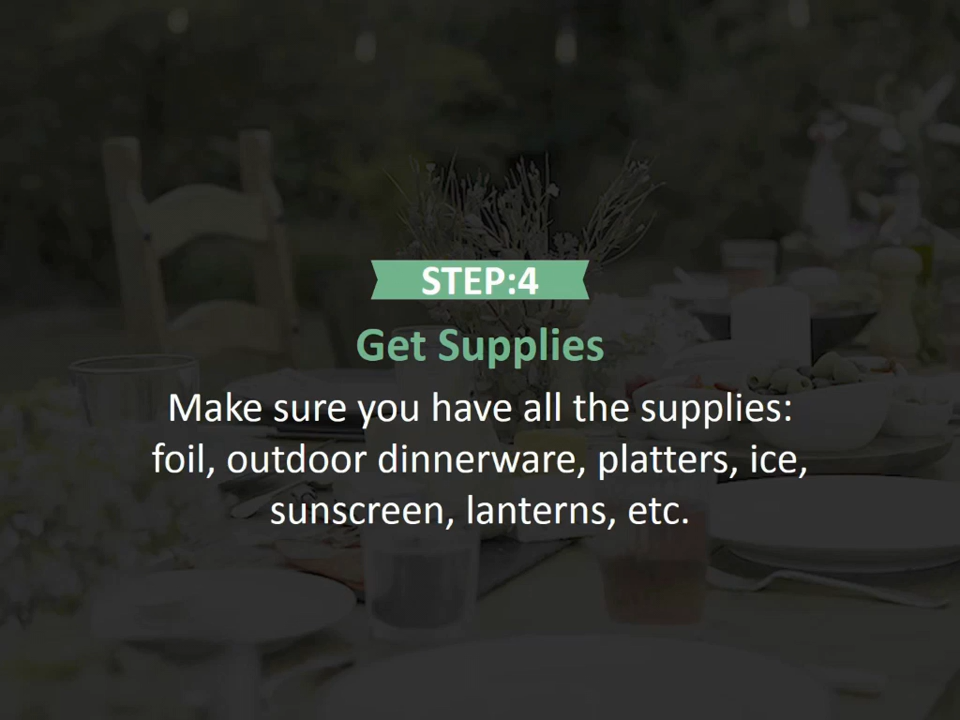 STEP:4
Get Supplies
Make sure you have all the supplies:
foil, outdoor dinnerware, platters, ice,
sunscreen, lanterns, etc.